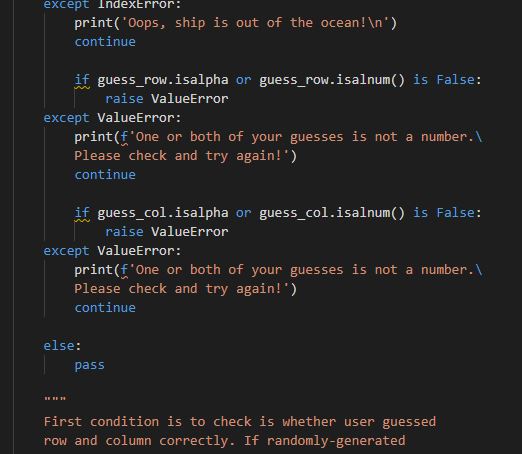 except IndexError:
print('Oops, ship is out of the ocean!\n')
continue
if guess_row.isalpha or guess_row.isalnum() is False:
raise ValueError
except ValueError:
print(f'One or both of your guesses is not a number.\
Please check and try again!')
continue
if guess_col.isalpha or guess_col.isalnum() is False:
raise ValueError
except ValueError:
print(f'One or both of your guesses is not a number.\
Please check and try again!')
continue
else:
pass
"""
First condition is to check is whether user guessed
row and column correctly. If randomly-generated